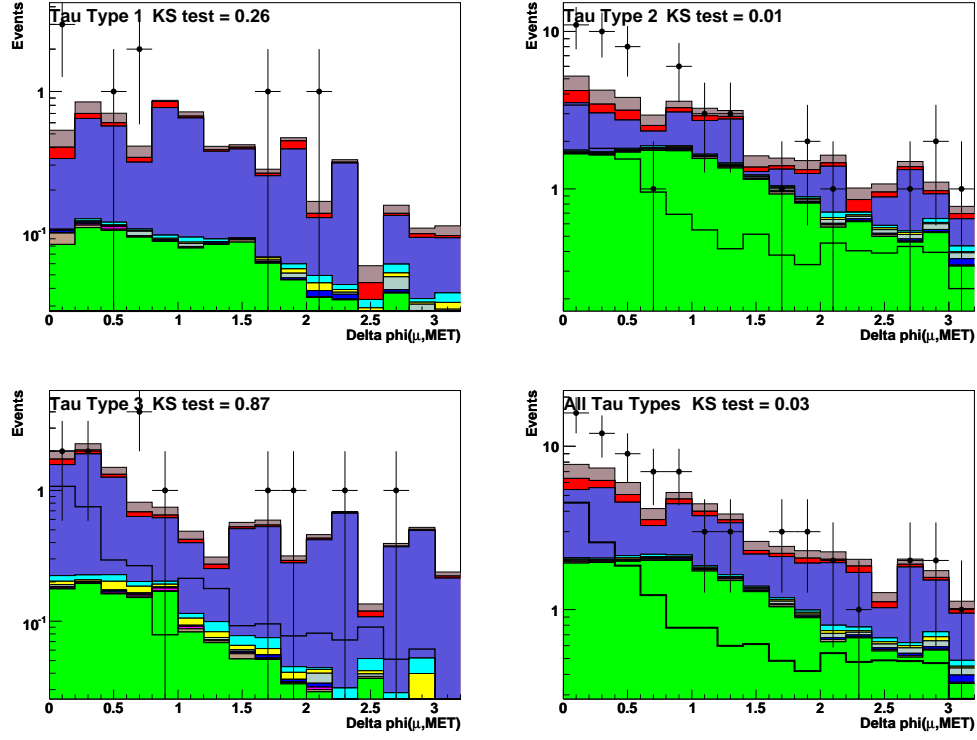 Tau Type 1 KS test = 0.26
Events
1
10-1
0 0.5 1 1.5 2 2.5 3
Delta phi(μ,MET)
Tau Type 2 KS test = 0.01
Events
10
1
0 0.5 1 1.5 2 2.5 3
Delta phi(μ,MET)
Tau Type 3 KS test = 0.87
Events
1
10-1
0 0.5 1 1.5 2 2.5 3
Delta phi(μ,MET)
All Tau Types KS test = 0.03
Events
10
1
0 0.5 1 1.5 2 2.5 3
Delta phi(μ,MET)